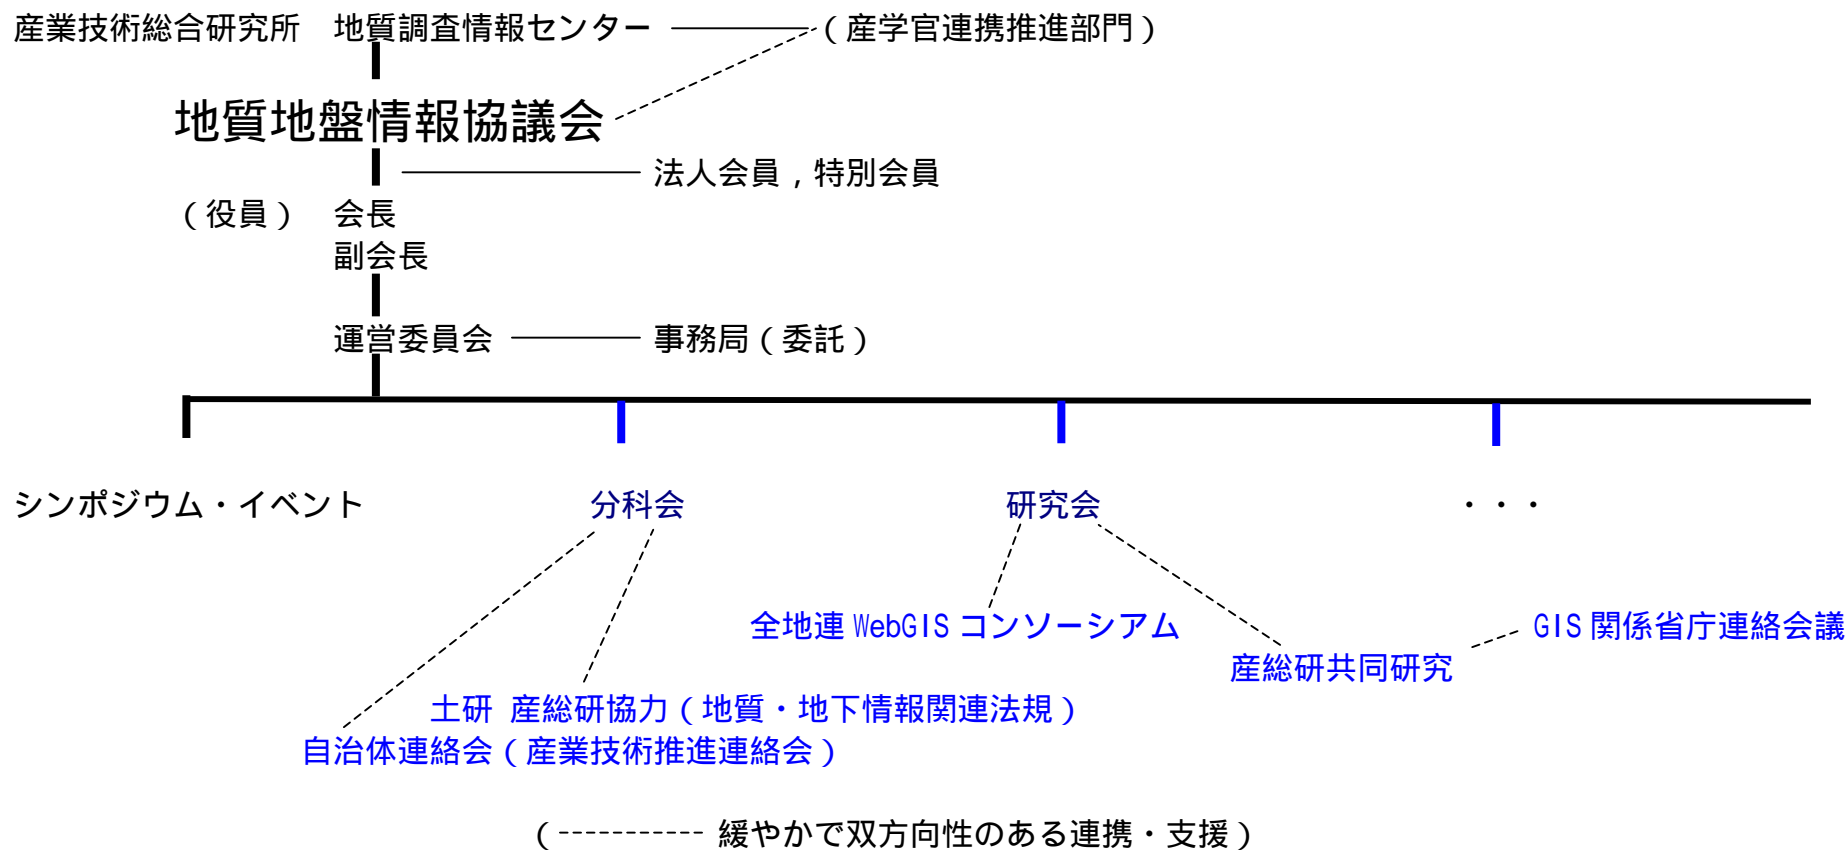 産業技術総合研究所　地質調査情報センター　（産学官連携推進部門）
地質地盤情報協議会
法人会員，特別会員
（役員）　会長
副会長
運営委員会　事務局（委託）
シンポジウム・イベント　分科会　研究会　・・・
全地連 WebGIS コンソーシアム　GIS 関係省庁連絡会議
産総研共同研究
土研 産総研協力（地質・地下情報関連法規）
自治体連絡会（産業技術推進連絡会）
（----------- 緩やかで双方向性のある連携・支援）